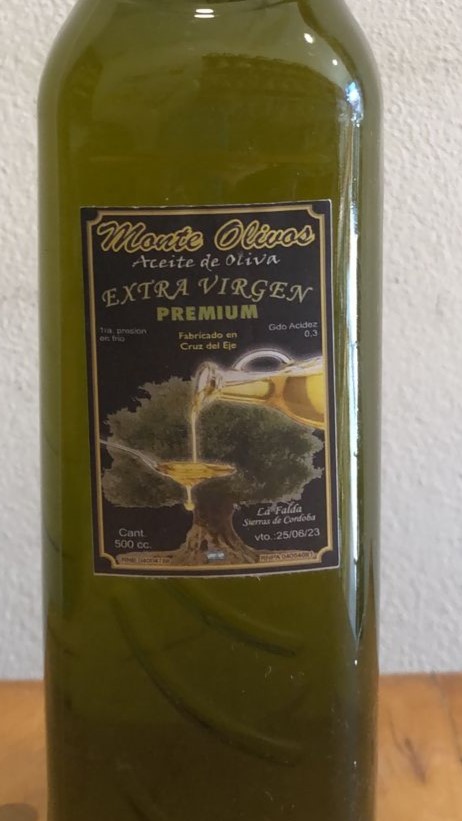 Monte Olivos
Aceite de Oliva
EXTRA VIRGEN
PREMIUM
1ra. presion
en frio
Fabricado en
Cruz del Eje
Gdo Acidez
0.3
La Falda
Sierras de Cordoba
Cant.
500 cc.
vto.:25/06/23